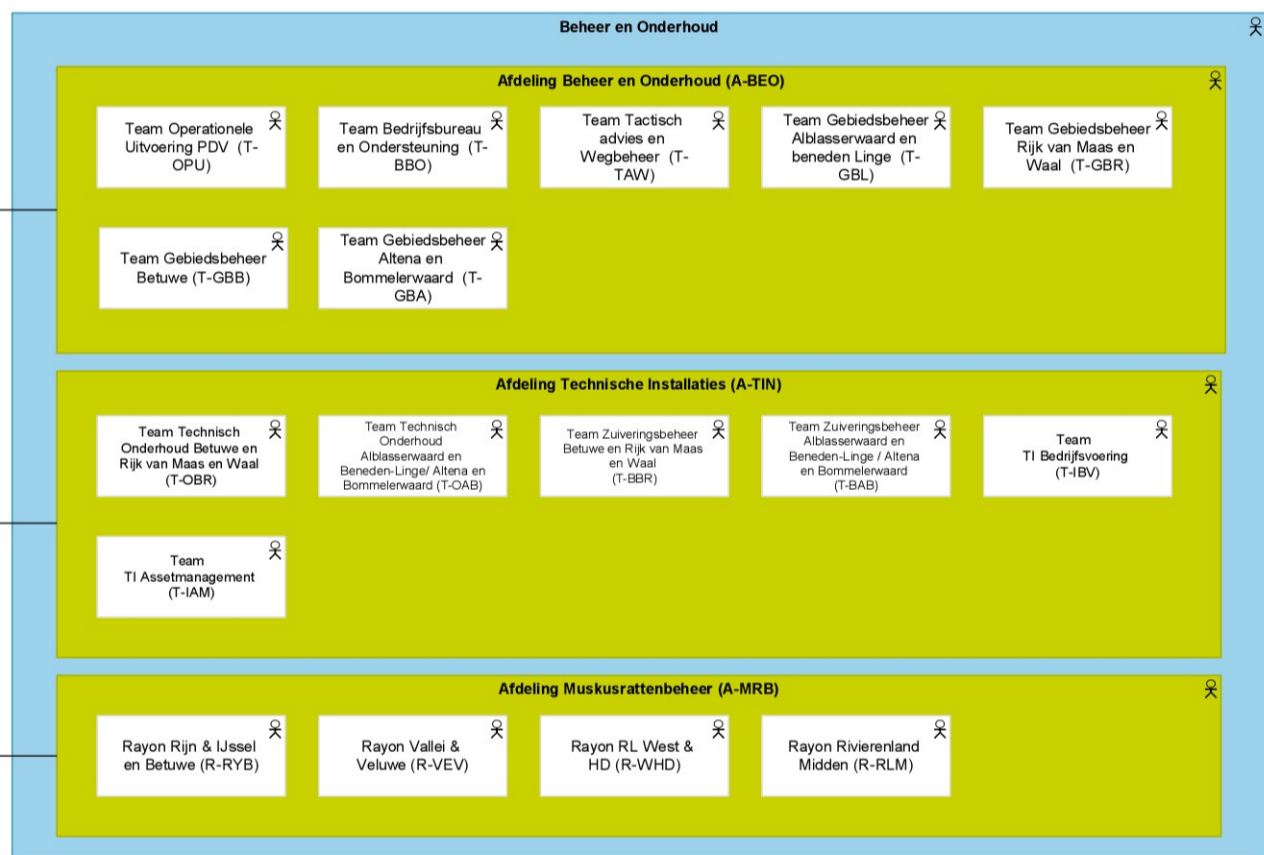 Beheer en Onderhoud
Afdeling Beheer en Onderhoud (A-BEO)
Team Operationele
Uitvoering PDV (T-
OPU)
Team Bedrijfsbureau
en Ondersteuning (T-
BBO)
Team Tactisch
advies en
Wegbeheer (T-
TAW)
Team Gebiedsbeheer
Alblasserwaard en
beneden Linge (T-
GBL)
Team Gebiedsbeheer
Rijk van Maas en
Waal (T-GBR)
Team Gebiedsbeheer
Betuwe (T-GBB)
Team Gebiedsbeheer
Altena en
Bommelerwaard (T-
GBA)
Afdeling Technische Installaties (A-TIN)
Team Technisch
Onderhoud Betuwe en
Rijk van Maas en Waal
(T-OBR)
Team Technisch
Onderhoud
Alblasserwaard en
Beneden-Linge/ Altena en
Bommelerwaard (T-OAB)
Team Zuiveringsbeheer
Betuwe en Rijk van Maas
en Waal
(T-BBR)
Team Zuiveringsbeheer
Alblasserwaard en
Beneden-Linge / Altena
en Bommelerwaard
(T-BAB)
Team
TI Bedrijfsvoering
(T-IBV)
Team
TI Assetmanagement
(T-IAM)
Afdeling Muskusrattenbeheer (A-MRB)
Rayon Rijn & IJssel
en Betuwe (R-RYB)
Rayon Vallei &
Veluwe (R-VEV)
Rayon RL West &
HD (R-WHD)
Rayon Rivierenland
Midden (R-RLM)